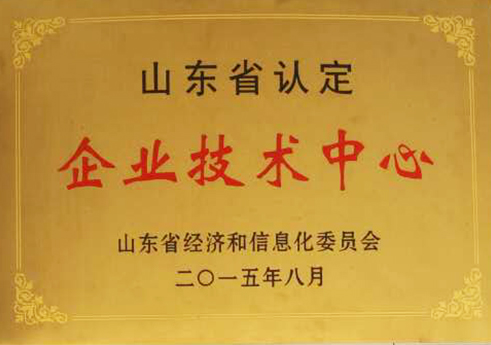 山东省认定
企业技术中心
山东省经济和信息化委员会
二〇一五年八月